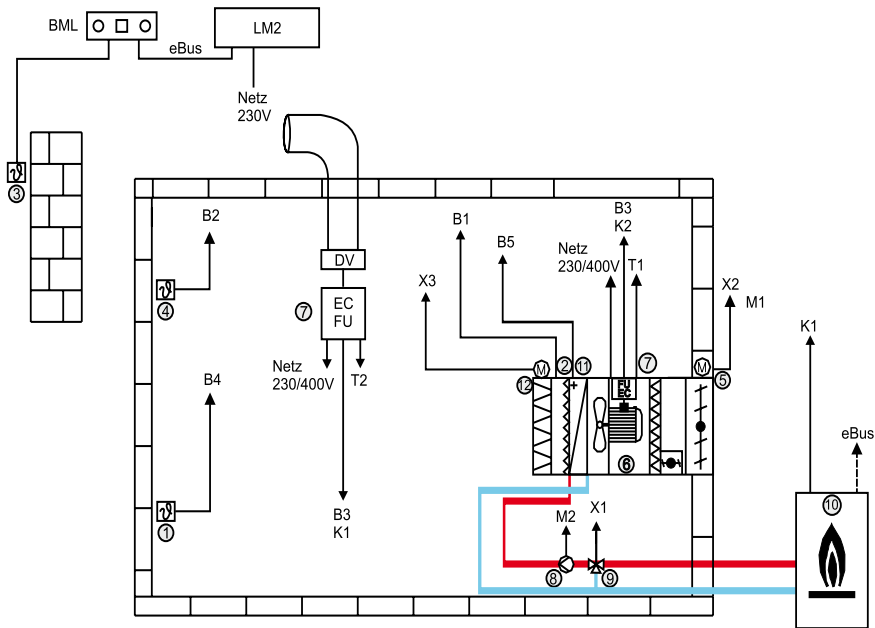 BML
eBus
LM2
Netz
230V
3
B2
4
DV
EC
FU
7
Netz
230/400V
T2
B3
K1
B4
1
X3
B1
B5
Netz
230/400V
B3
K2
T1
X2
M1
M
12
2
11
7
M
5
+
FU
EC
6
M2
X1
8
9
K1
eBus
10